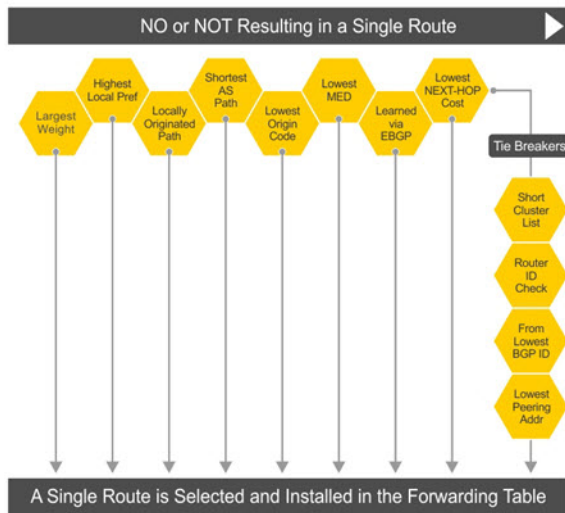 NO or NOT Resulting in a Single Route
Largest
Weight
Highest
Local Pref
Locally
Originated
Path
Shortest
AS
Path
Lowest
Origin
Code
Lowest
MED
Learned
via
EBGP
Lowest
NEXT-HOP
Cost
Tie Breakers
Short
Cluster
List
Router
ID
Check
From
Lowest
BGP ID
Lowest
Peering
Addr
A Single Route is Selected and Installed in the Forwarding Table